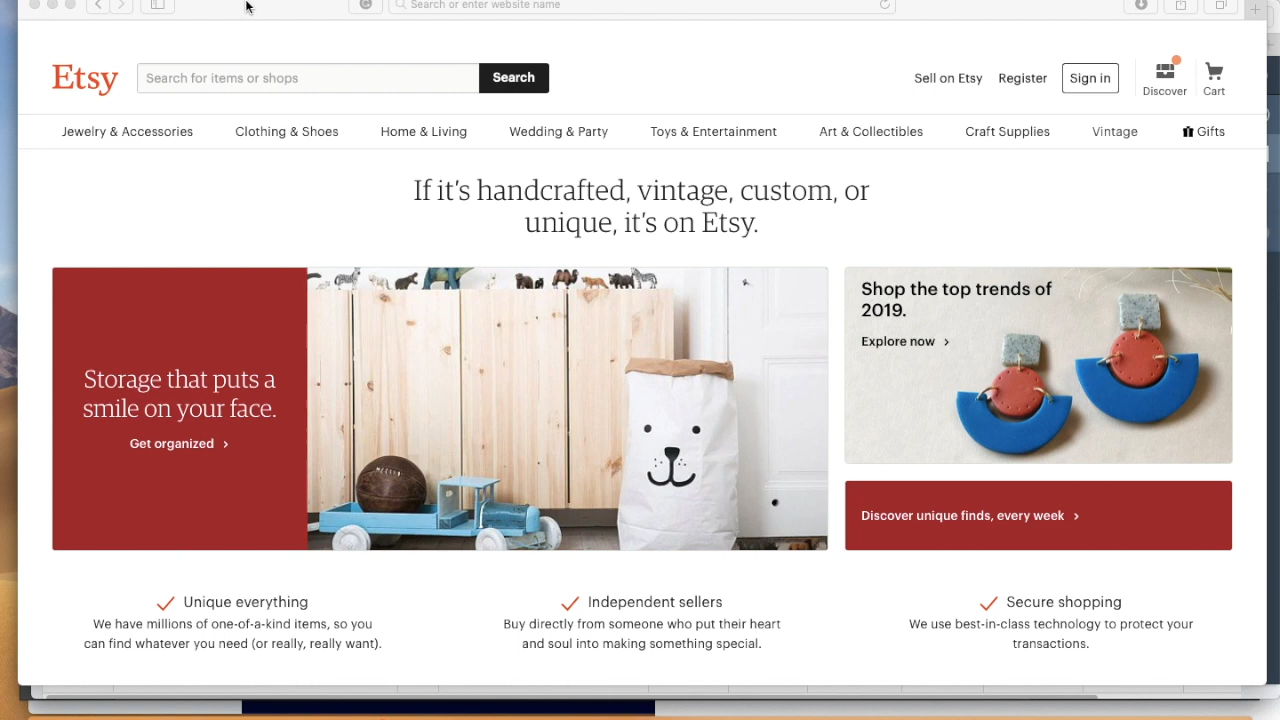 Search or enter website name
Etsy
Search for items or shops
Search
Sell on Etsy
Register
Sign in
Discover
Cart
Jewelry & Accessories
Clothing & Shoes
Home & Living
Wedding & Party
Toys & Entertainment
Art & Collectibles
Craft Supplies
Vintage
Gifts
If it's handcrafted, vintage, custom, or
unique, it's on Etsy.
Storage that puts a
smile on your face.
Get organized
Shop the top trends of
2019.
Explore now
Discover unique finds, every week
Unique everything
We have millions of one-of-a-kind items, so you
can find whatever you need (or really, really want).
Independent sellers
Buy directly from someone who put their heart
and soul into making something special.
Secure shopping
We use best-in-class technology to protect your
transactions.